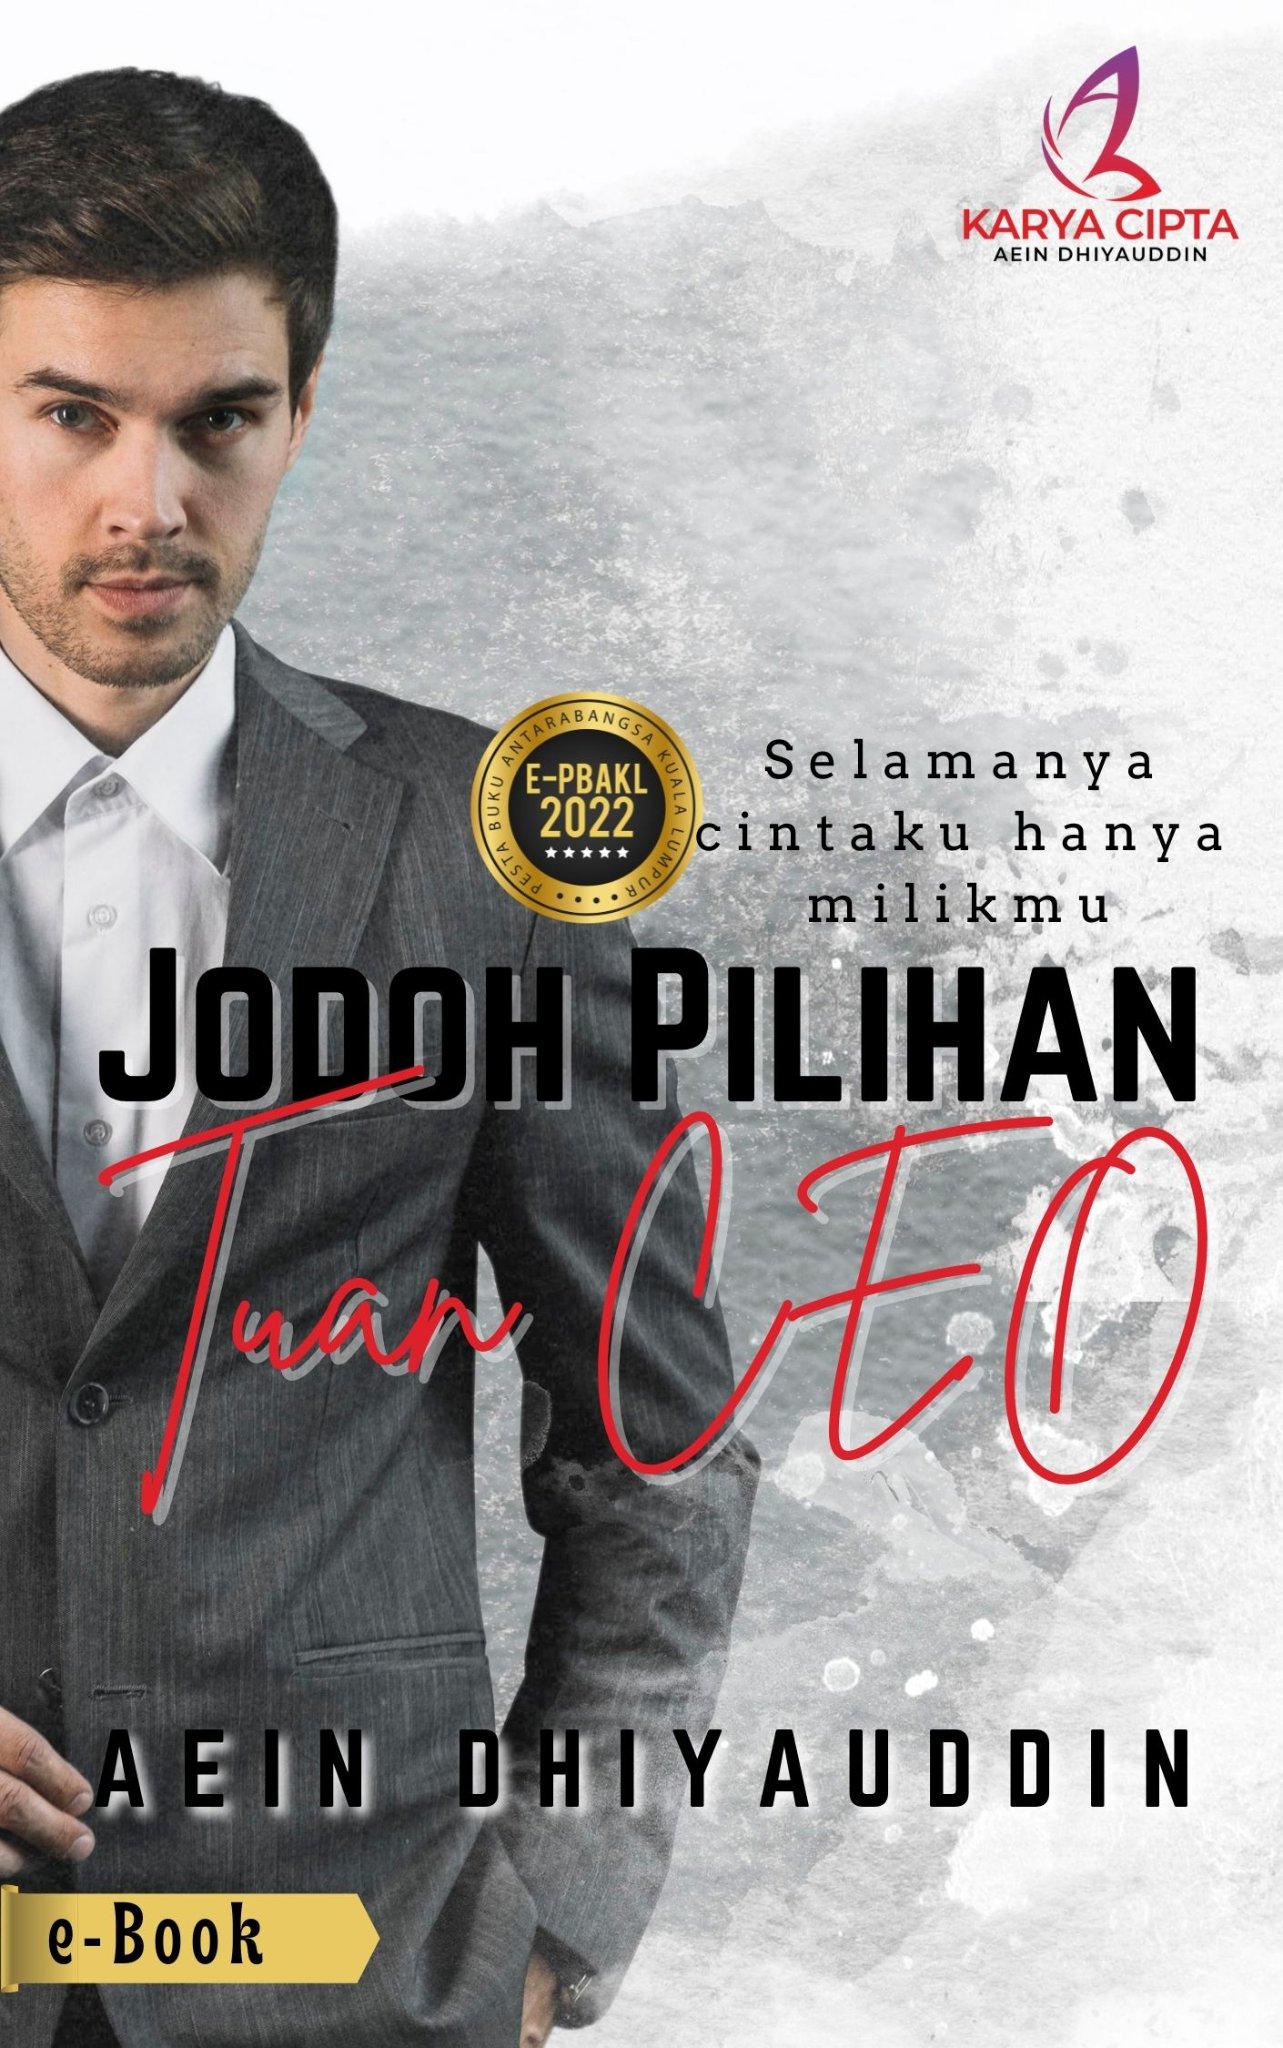 KARYA CIPTA
AEIN DHIYAUDDIN
PESTA BUKU ANTARABANGSA KUALA LUMPUR
E-PBAKL
2022
Selamanya
cintaku hanya
milikmu
JODOH PILIHAN
Tuan CEO
AEIN DHIYAUDDIN
e-Book